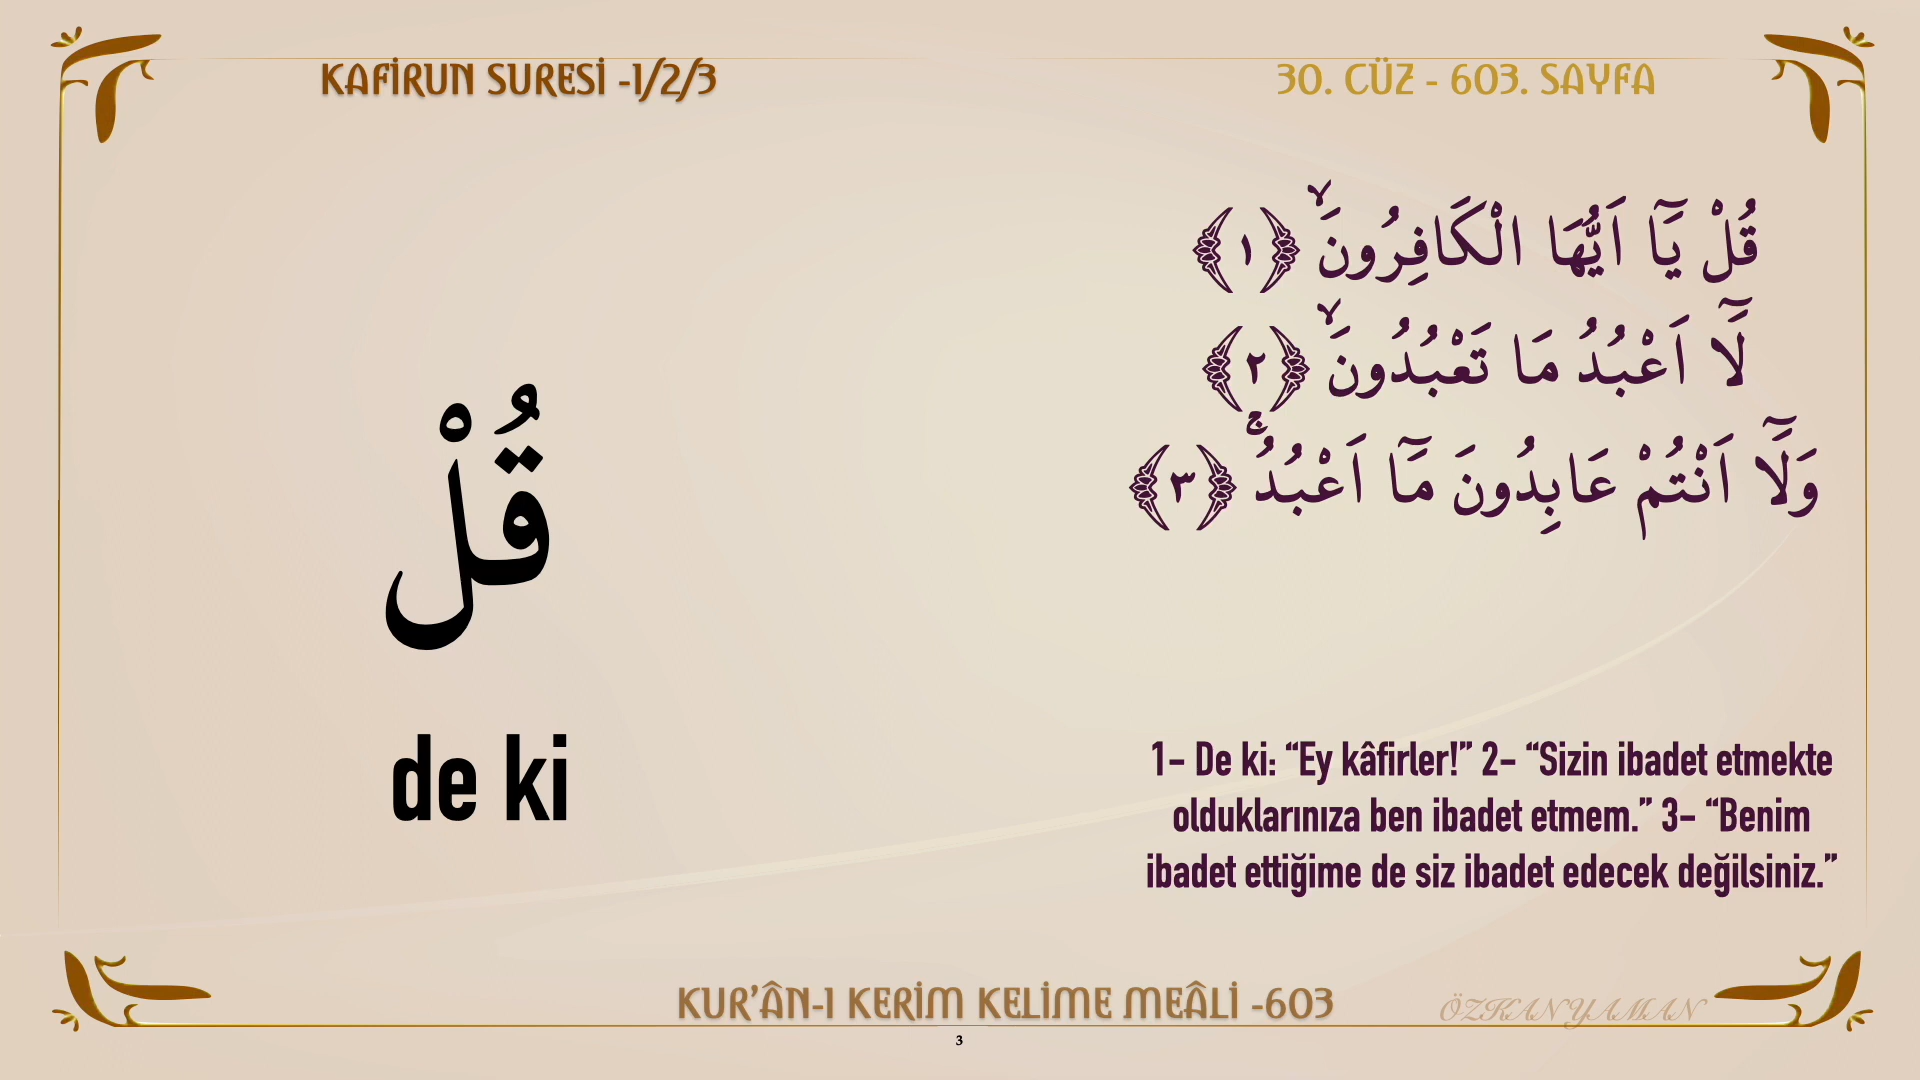 KAFİRUN SURESİ -1/2/3
30. CÜZ - 603. SAYFA
قُلْ يَٓا اَيُّهَا الْكَافِرُونَۙ ﴿١﴾
لَٓا اَعْبُدُ مَا تَعْبُدُونَۙ ﴿٢﴾
وَلَٓا اَنْتُمْ عَابِدُونَ مَٓا اَعْبُدُۚ ﴿٣﴾
قُلْ
de ki
1- De ki: “Ey kâfirler!” 2- “Sizin ibadet etmekte
olduklarınıza ben ibadet etmem.” 3- “Benim
ibadet ettiğime de siz ibadet edecek değilsiniz.”
KUR’ÂN-I KERİM KELİME MEÂLİ -603
ÖZKAN YAMAN
3